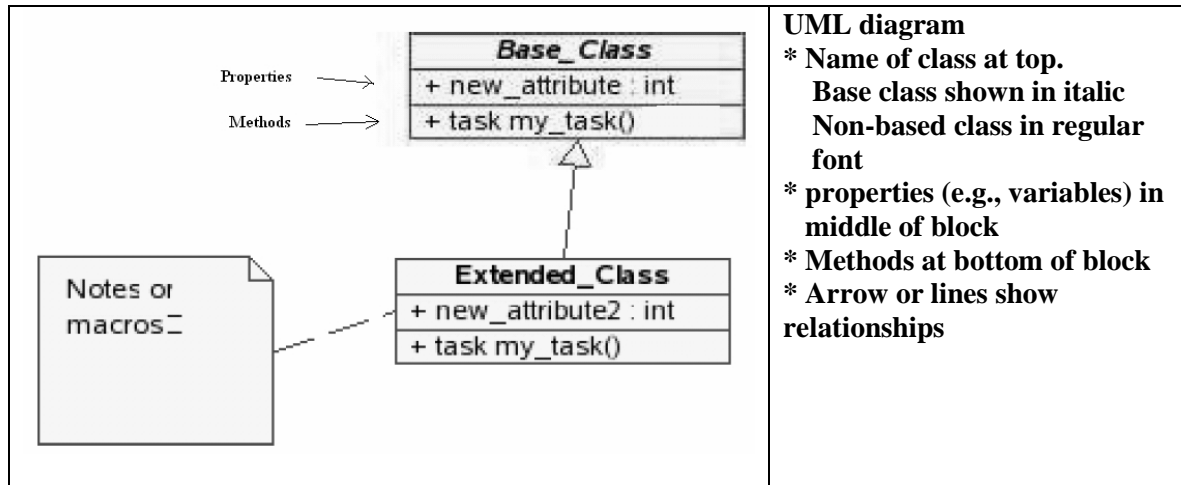 Base_Class
Properties
+ new_attribute : int
Methods
+ task my_task()
Notes or
macros
Extended_Class
+ new_attribute2 : int
+ task my_task()
UML diagram
* Name of class at top.
Base class shown in italic
Non-based class in regular
font
* properties (e.g., variables) in
middle of block
* Methods at bottom of block
* Arrow or lines show
relationships